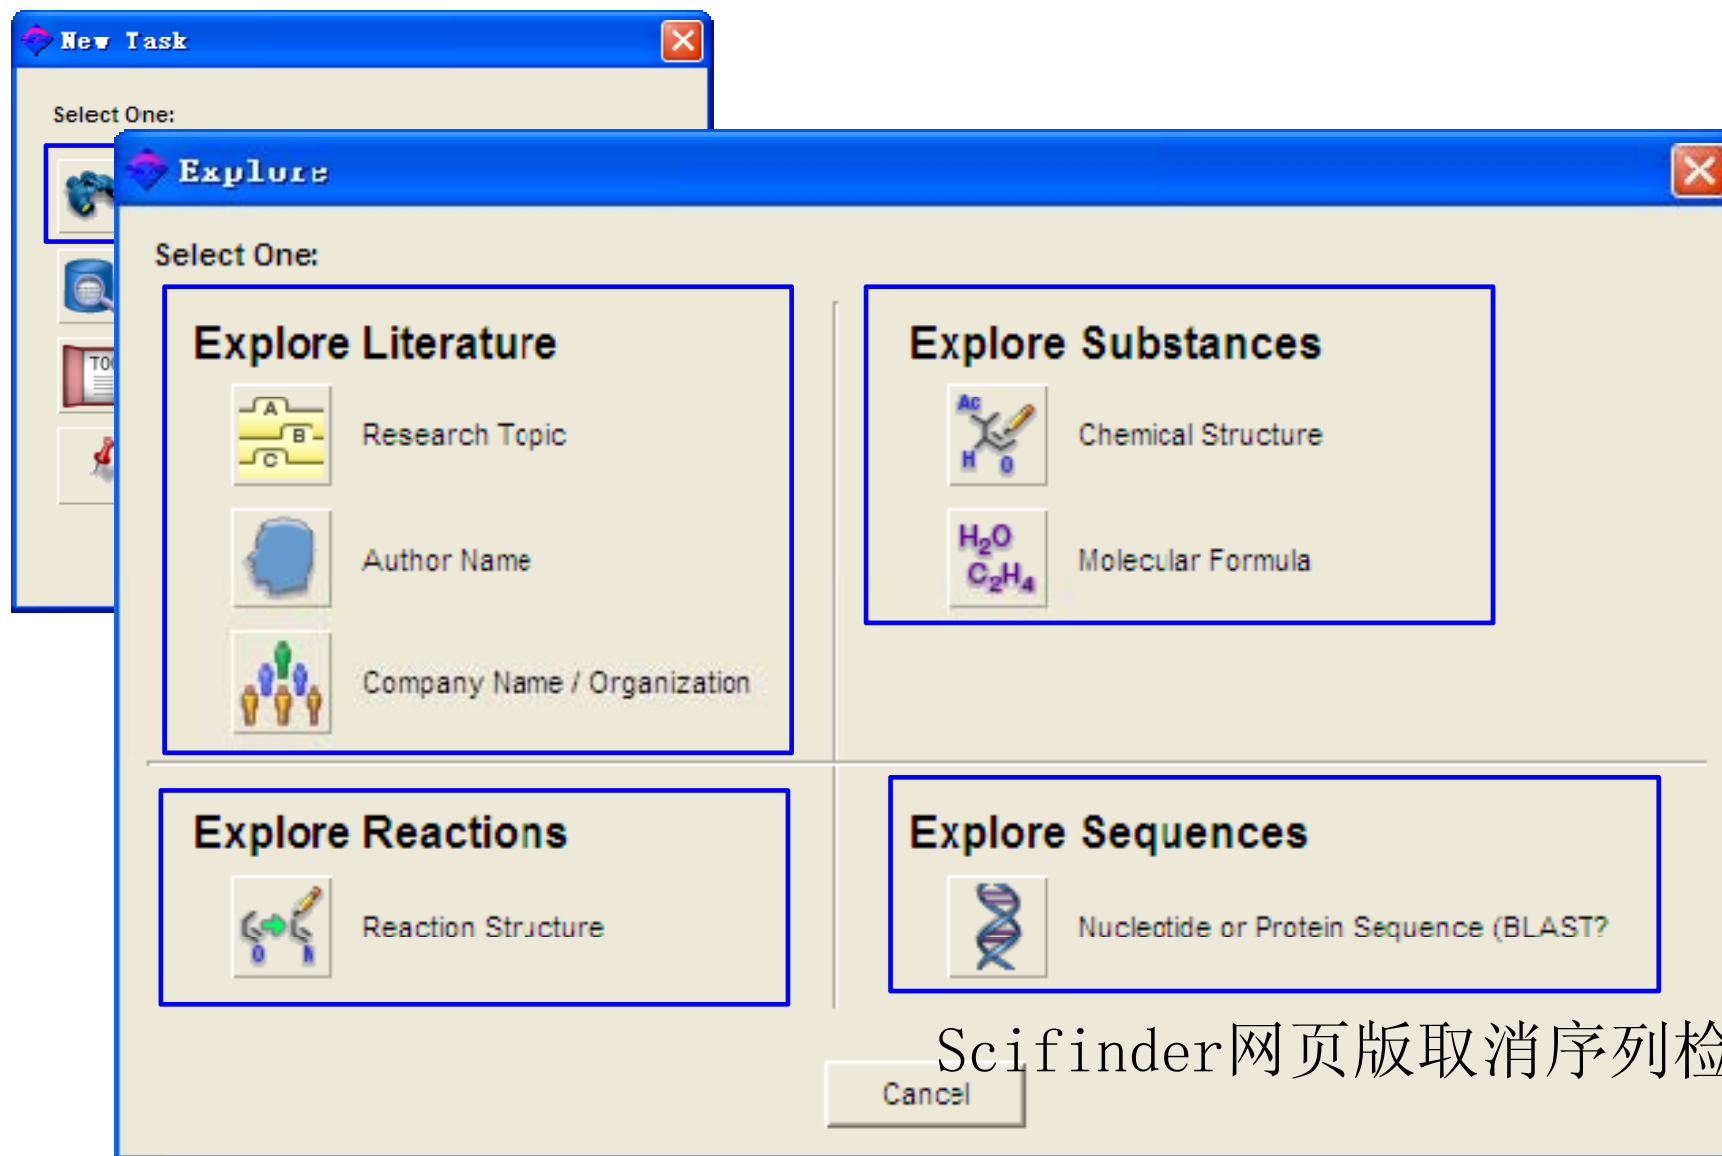 New Task
Select One:
Explore
Select One:
Explore Literature
A
B
C
Research Topic
Author Name
Company Name / Organization
Explore Substances
Ac
H O
Chemical Structure
H2O
C2H4
Molecular Formula
Explore Reactions
O N
Reaction Structure
Explore Sequences
Nucleotide or Protein Sequence (BLAST?
Scifinder网页版取消序列检
Cancel